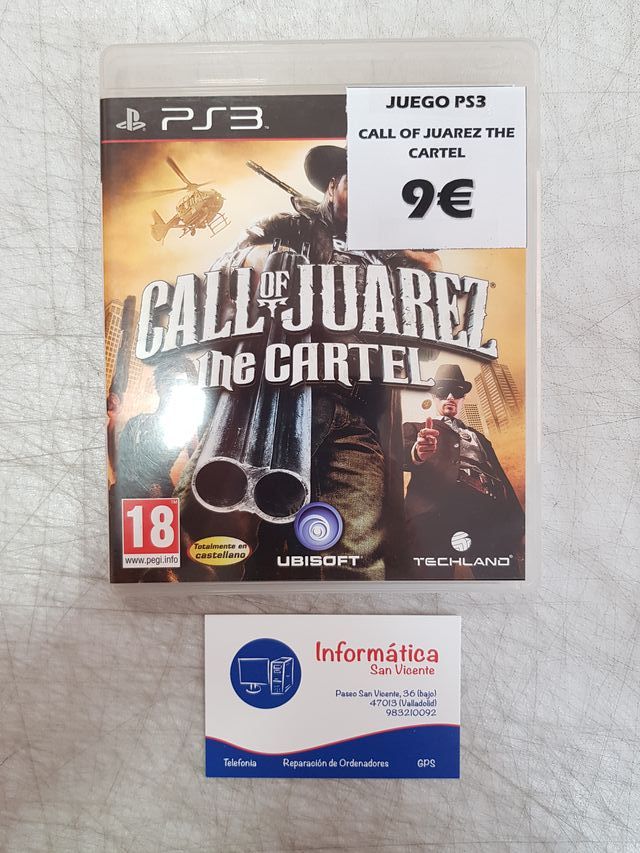 PS3
JUEGO PS3
CALL OF JUAREZ THE
CARTEL
9€
CALL OF JUAREZ®
the CARTEL
18
www.pegi.info
Totalmente en
castellano
UBISOFT
TECHLAND
Informática
San Vicente
Paseo San Vicente, 36 (bajo)
47013 (Valladolid)
983210092
Telefonia
Reparación de Ordenadores
GPS